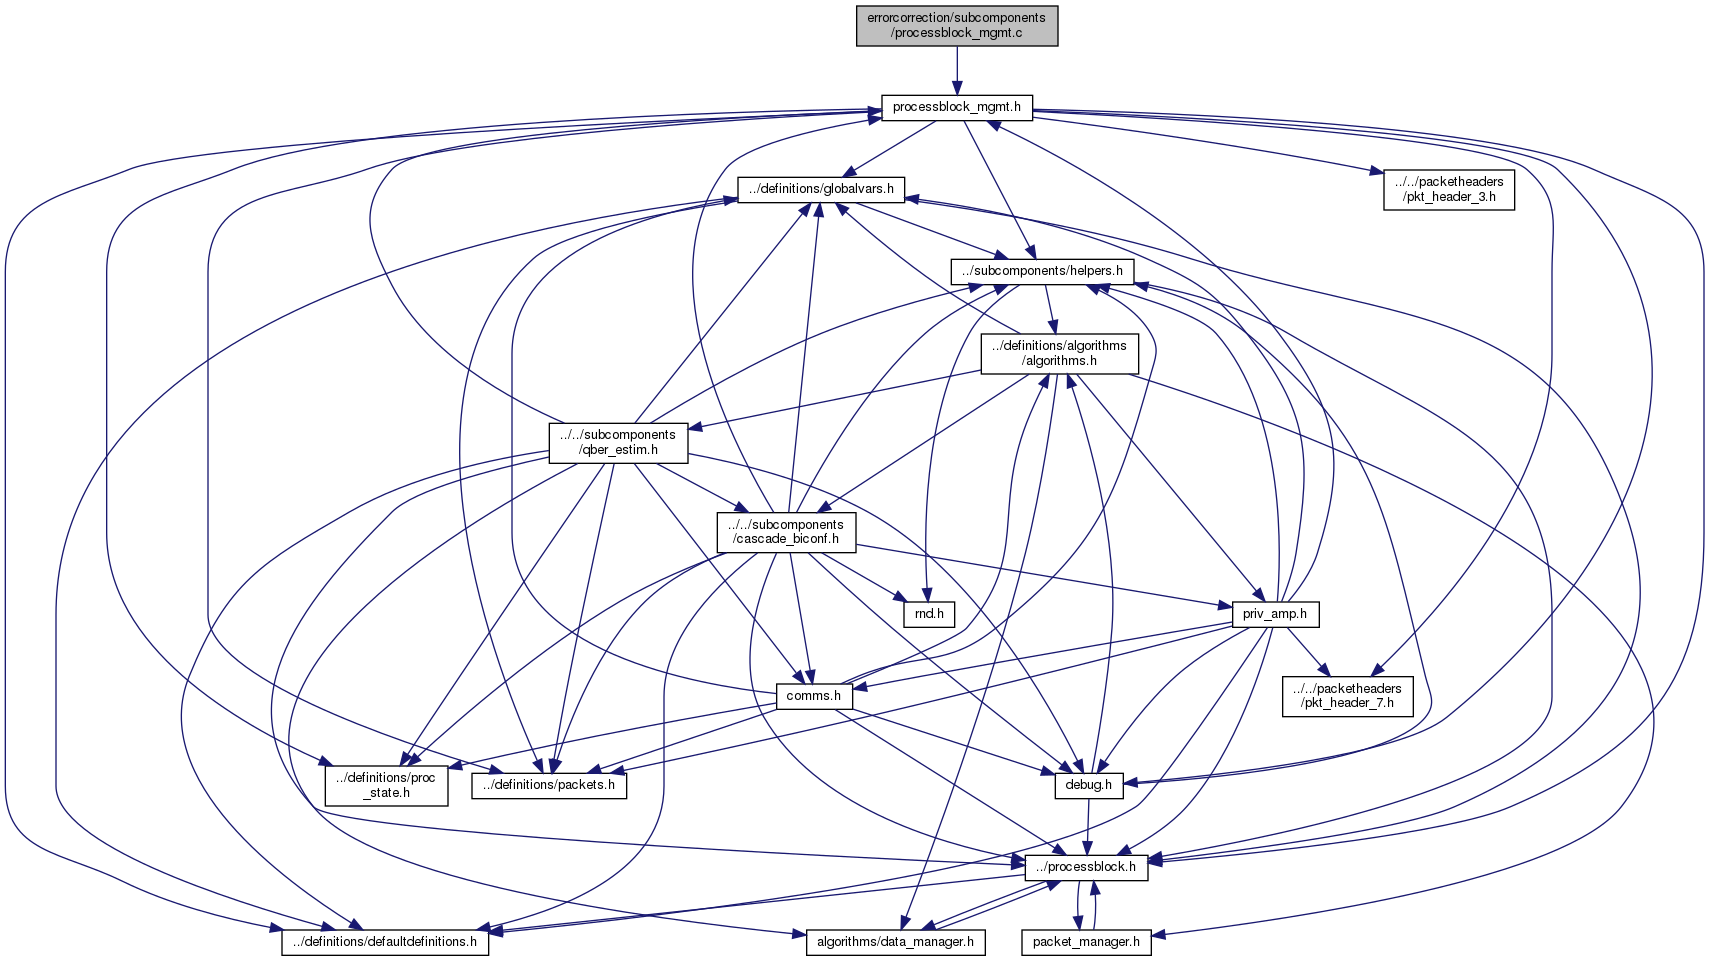 errorcorrection/subcomponents
/processblock_mgmt.c
processblock_mgmt.h
../../packetheaders
/pkt_header_3.h
../definitions/globalvars.h
../subcomponents/helpers.h
../definitions/algorithms
/algorithms.h
../../subcomponents
/qber_estim.h
../../subcomponents
/cascade_biconf.h
rnd.h
priv_amp.h
comms.h
../../packetheaders
/pkt_header_7.h
../definitions/proc
_state.h
../definitions/packets.h
debug.h
../processblock.h
../definitions/defaultdefinitions.h
algorithms/data_manager.h
packet_manager.h